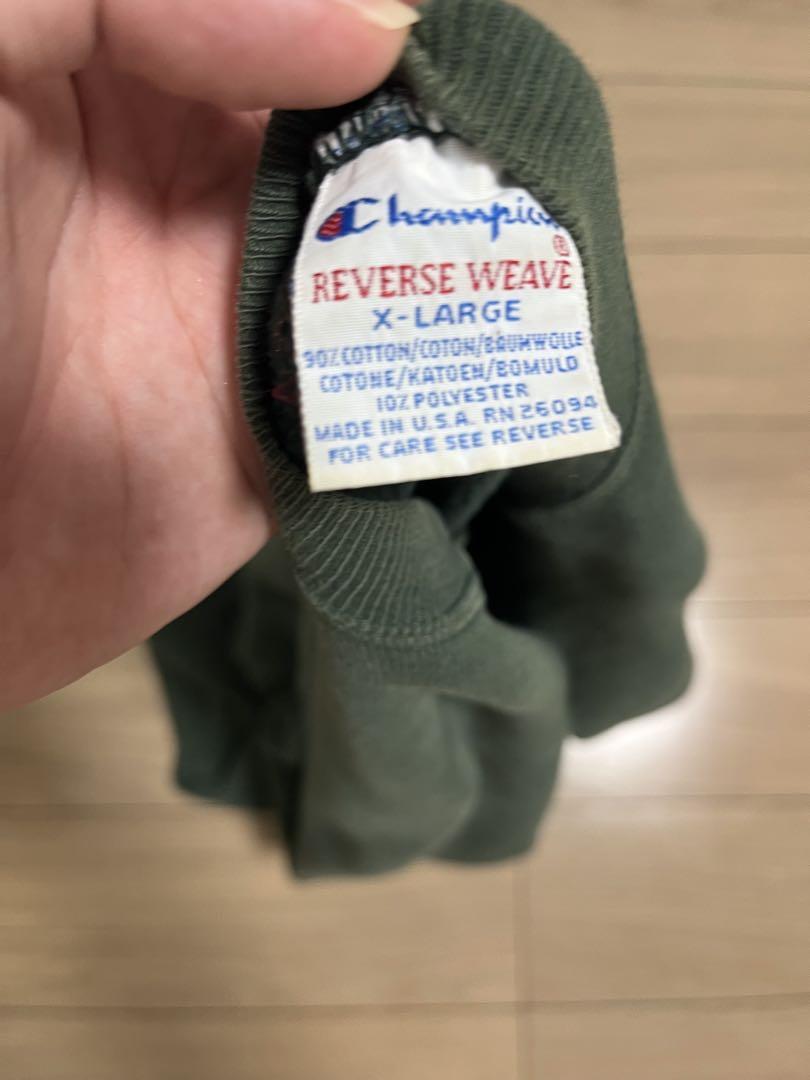 Champion
®
REVERSE WEAVE
X-LARGE
90% COTTON/COTON/BAUMWOLLE
COTONE/KATOEN/BOMULD
10% POLYESTER
MADE IN U.S.A. RN 26094
FOR CARE SEE REVERSE